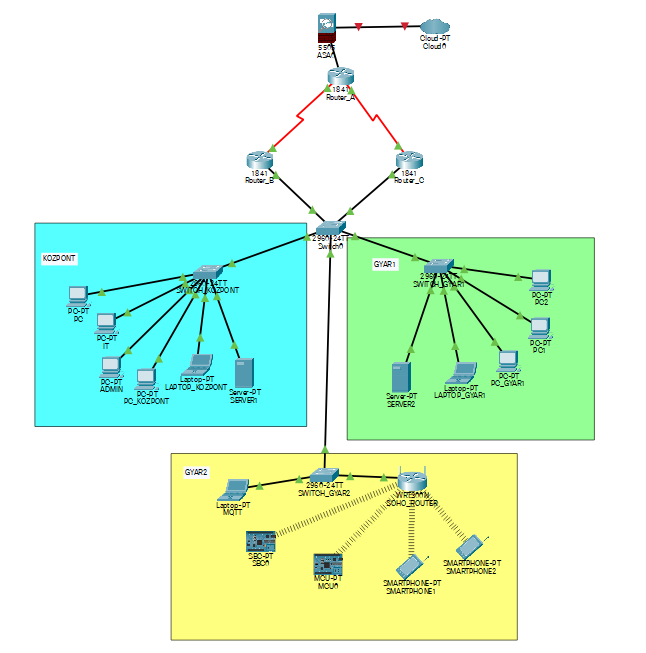 5505
ASA0
Cloud-PT
Cloud0
1841
Router_A
1841
Router_B
1841
Router_C
2960-24TT
Switch0
KÖZPONT
2960-24TT
SWITCH_KOZPONT
PC-PT
PC
PC-PT
IT
PC-PT
ADMIN
PC-PT
PC_KOZPONT
Laptop-PT
LAPTOP_KOZPONT
Server-PT
SERVER1
GYAR1
2960-24TT
SWITCH_GYAR1
PC-PT
PC2
PC-PT
PC1
PC-PT
PC_GYAR1
Laptop-PT
LAPTOP_GYAR1
Server-PT
SERVER2
GYAR2
2960-24TT
SWITCH_GYAR2
WRT300N
SOHO_ROUTER
Laptop-PT
MQTT
SBC-PT
SBC0
MCU-PT
MCU0
SMARTPHONE-PT
SMARTPHONE1
SMARTPHONE-PT
SMARTPHONE2